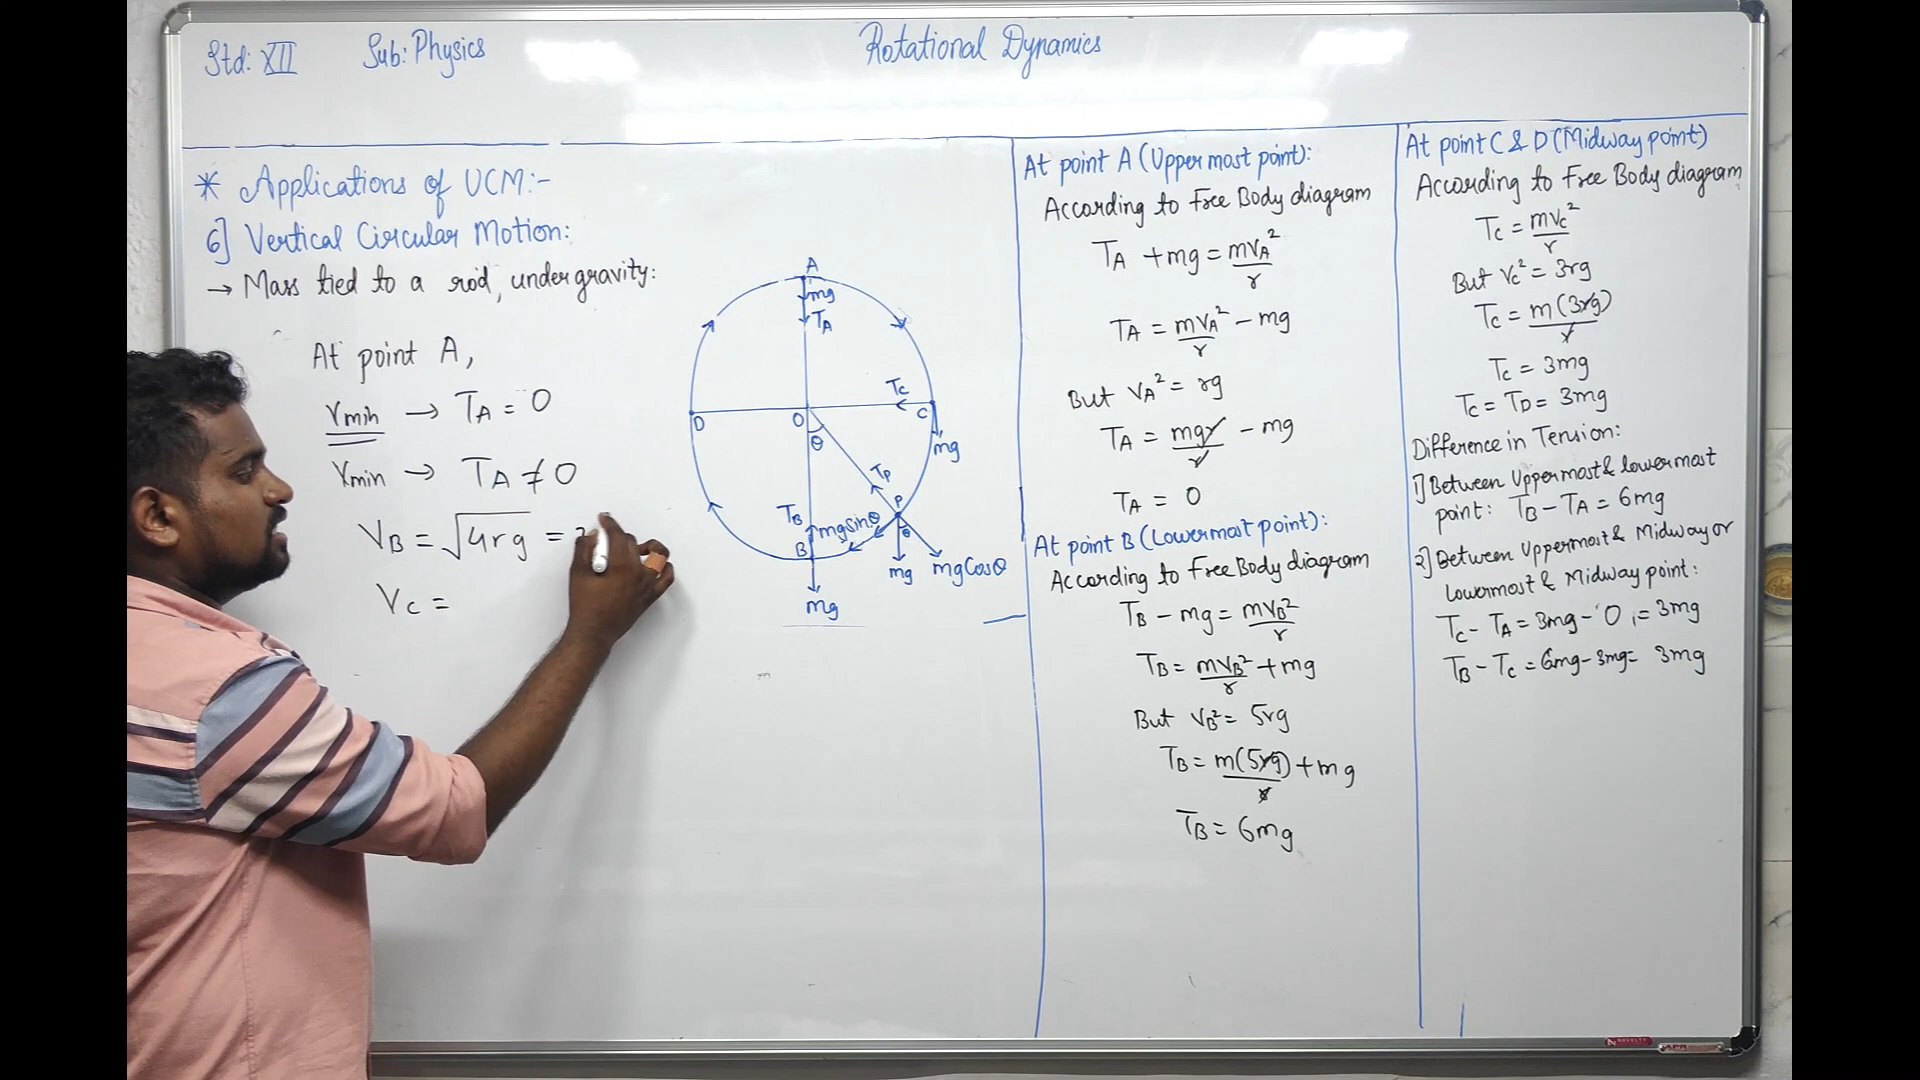 Std: XII Sub: Physics Rotational Dynamics
* Applications of UCM:-
6] Vertical Circular Motion:
→ Mass tied to a rod, under gravity:
At point A,
Vmin → TA = 0
Vmin → TA ≠ 0
VB = √4rg =
VC =
A
mg
TA
D
O
θ
TC
C
mg
TP
P
TB
mgsinθ
θ
B
mg
mgCosθ
mg
At point A (Uppermost point):
According to Free Body diagram
TA + mg = mVA²/r
TA = mVA²/r - mg
But VA² = rg
TA = mgr/r - mg
TA = 0
At point B (Lowermost point):
According to Free Body diagram
TB - mg = mVB²/r
TB = mVB²/r + mg
But VB² = 5rg
TB = m(5rg)/r + mg
TB = 6mg
At point C & D (Midway point)
According to Free Body diagram
TC = mVC²/r
But VC² = 3rg
TC = m(3rg)/r
TC = 3mg
TC = TD = 3mg
Difference in Tension:
1] Between Uppermost & lowermost
point: TB - TA = 6mg
2] Between Uppermost & Midway or
lowermost & Midway point:
TC - TA = 3mg - 0 = 3mg
TB - TC = 6mg - 3mg = 3mg